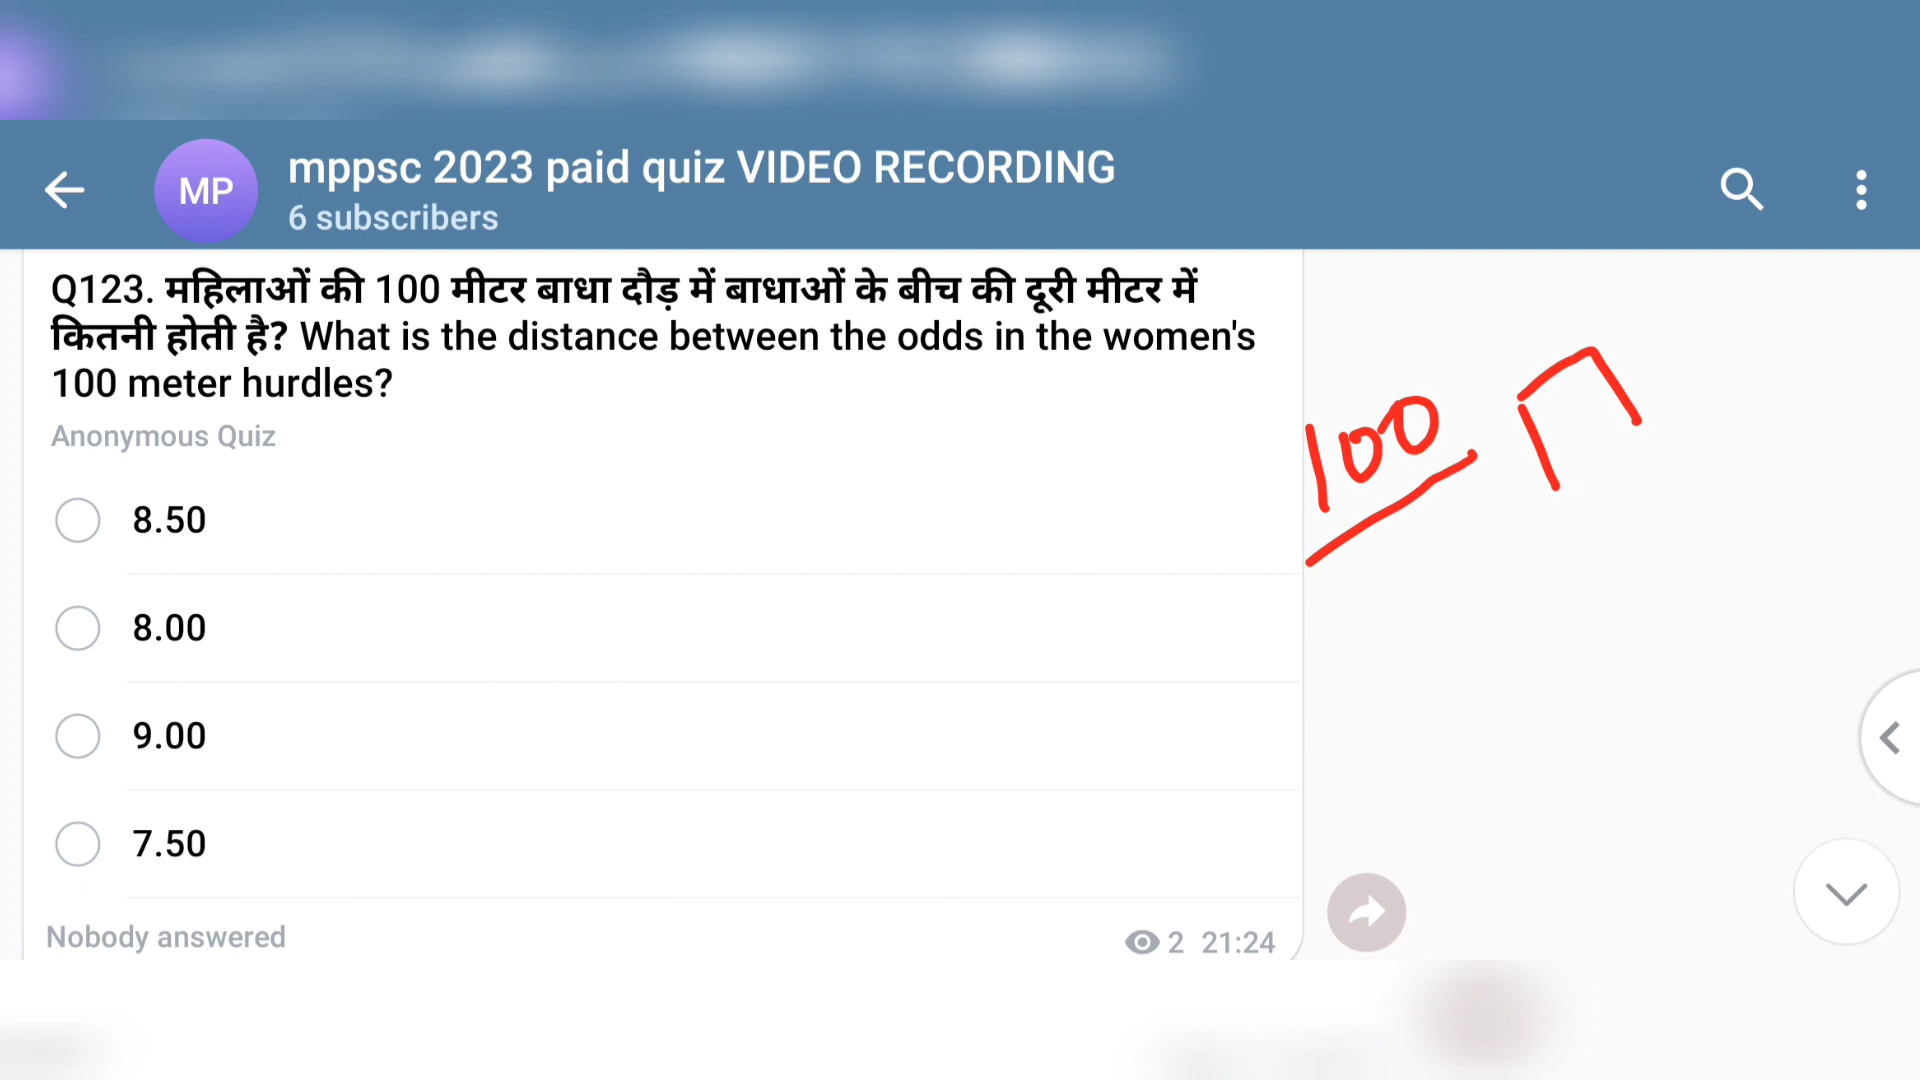 MP
mppsc 2023 paid quiz VIDEO RECORDING
6 subscribers
Q123. महिलाओं की 100 मीटर बाधा दौड़ में बाधाओं के बीच की दूरी मीटर में
कितनी होती है? What is the distance between the odds in the women's
100 meter hurdles?
Anonymous Quiz
100
8.50
8.00
9.00
7.50
Nobody answered
2 21:24